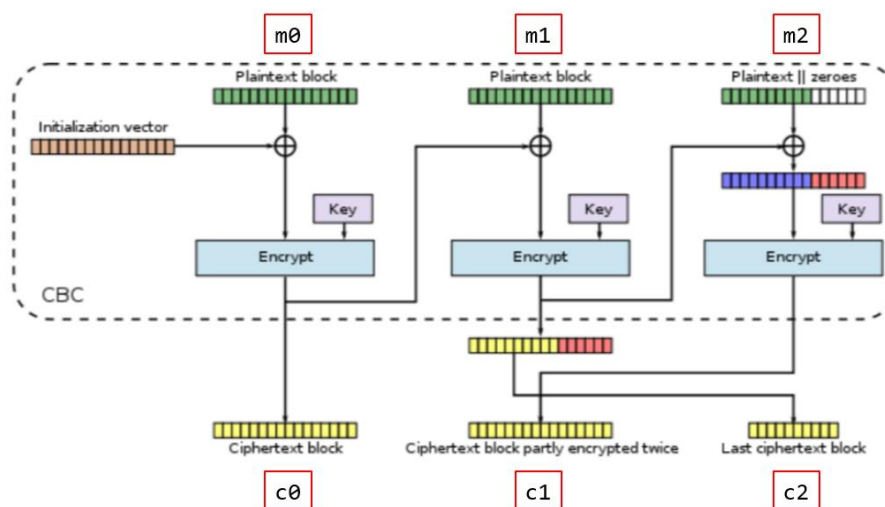 m0
m1
m2
Plaintext block
Plaintext block
Plaintext || zeroes
Initialization vector
Key
Key
Key
Encrypt
Encrypt
Encrypt
CBC
Ciphertext block
Ciphertext block partly encrypted twice
Last ciphertext block
c0
c1
c2